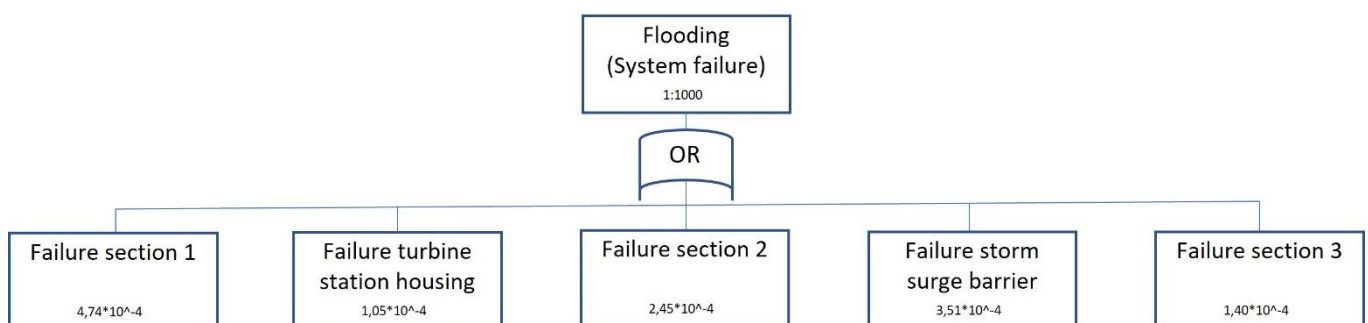 Flooding
(System failure)
1:1000
OR
Failure section 1
4,74*10^-4
Failure turbine
station housing
1,05*10^-4
Failure section 2
2,45*10^-4
Failure storm
surge barrier
3,51*10^-4
Failure section 3
1,40*10^-4